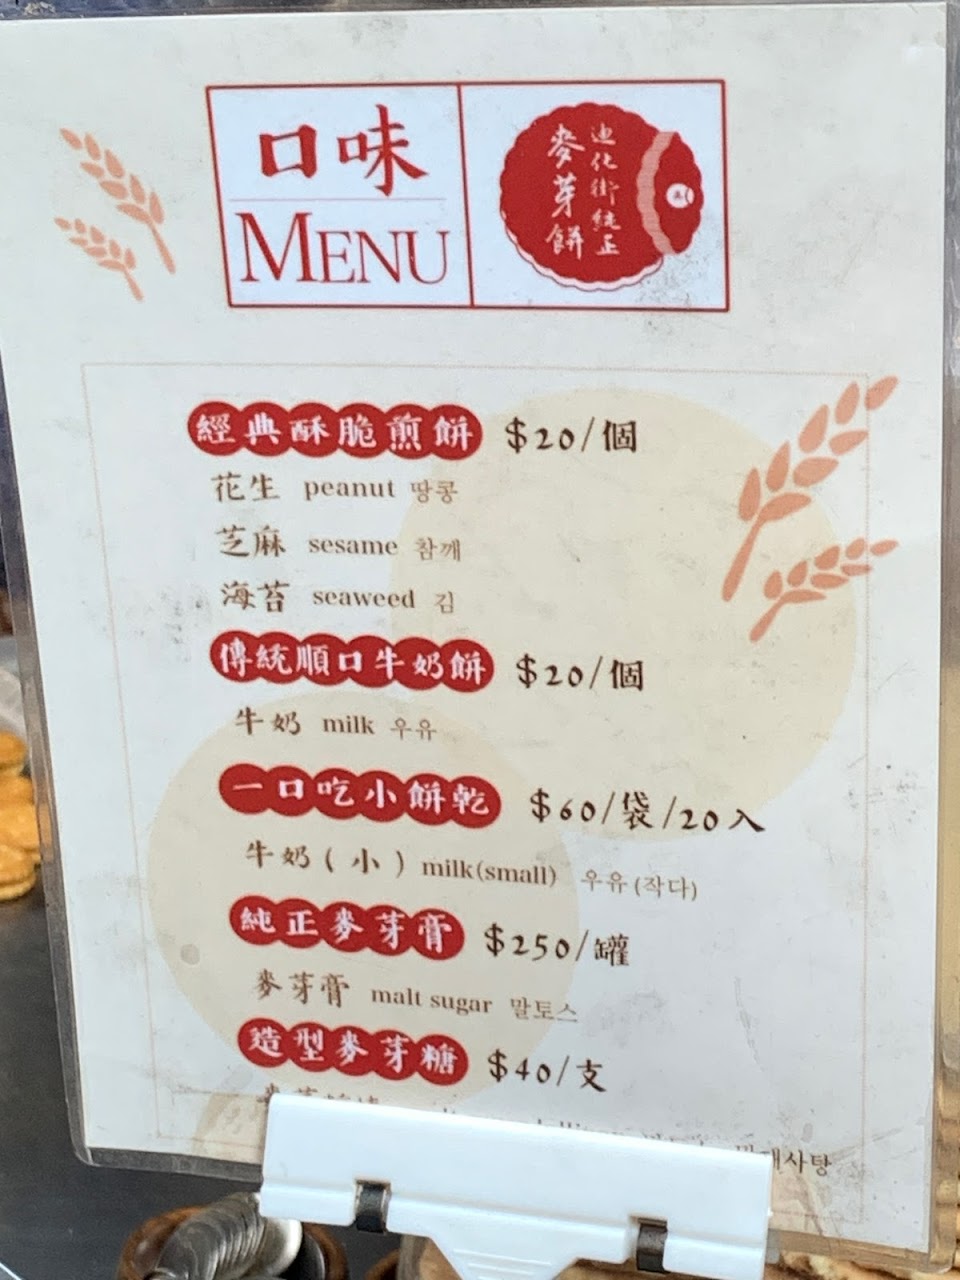 口味
MENU
迪化街純正
麥芽餅
經典酥脆煎餅 $20/個
花生 peanut 땅콩
芝麻 sesame 참깨
海苔 seaweed 김
傳統順口牛奶餅 $20/個
牛奶 milk 우유
一口吃小餅乾 $60/袋/20入
牛奶(小) milk(small) 우유(작다)
純正麥芽膏 $250/罐
麥芽膏 malt sugar 말토스
造型麥芽糖 $40/支
사탕